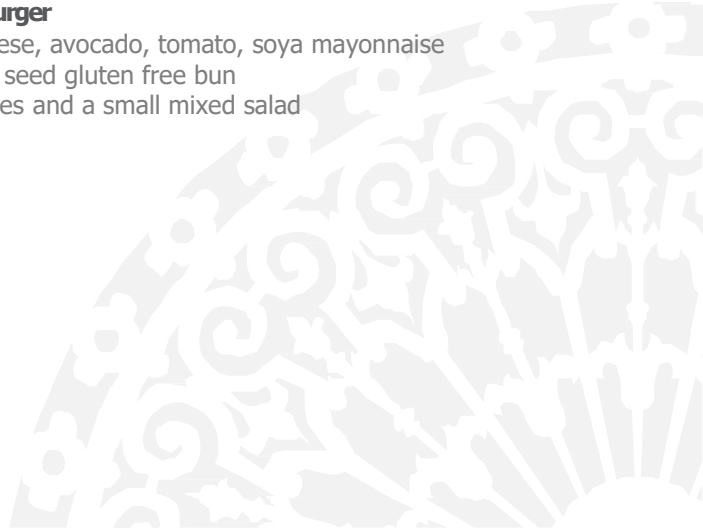 urger
ese, avocado, tomato, soya mayonnaise
seed gluten free bun
es and a small mixed salad